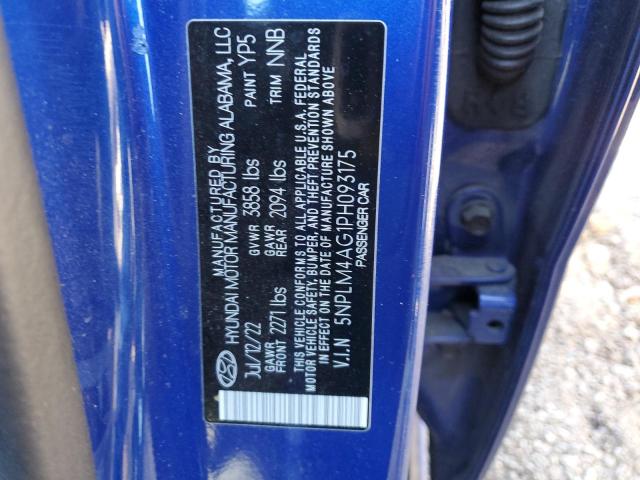 MANUFACTURED BY
HYUNDAI MOTOR MANUFACTURING ALABAMA, LLC
Jul/12/22 GVWR 3858 lbs PAINT YP5
GAWR FRONT 2271 lbs GAWR REAR 2094 lbs TRIM NNB
THIS VEHICLE CONFORMS TO ALL APPLICABLE U.S.A. FEDERAL
MOTOR VEHICLE SAFETY, BUMPER, AND THEFT PREVENTION STANDARDS
IN EFFECT ON THE DATE OF MANUFACTURE SHOWN ABOVE
V.I.N 5NPLM4AG1PH093175
PASSENGER CAR